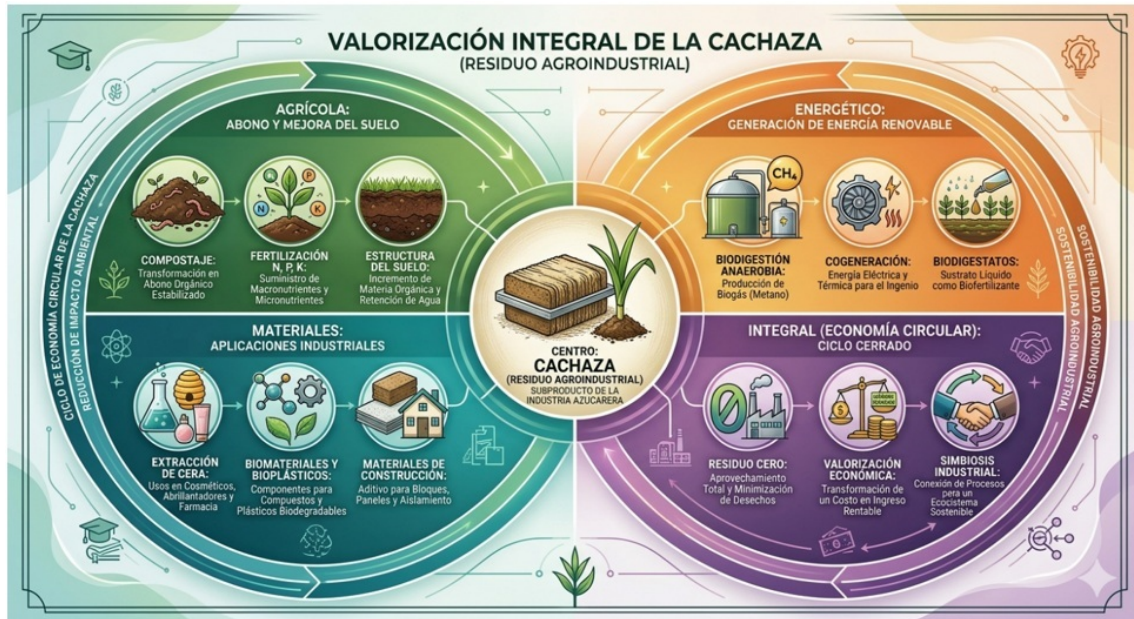 VALORIZACIÓN INTEGRAL DE LA CACHAZA
(RESIDUO AGROINDUSTRIAL)
AGRÍCOLA:
ABONO Y MEJORA DEL SUELO
COMPOSTAJE:
Transformación en
Abono Orgánico
Estabilizado
N
P
N
K
FERTILIZACIÓN
N, P, K:
Suministro de
Macronutrientes y
Micronutrientes
ESTRUCTURA
DEL SUELO:
Incremento de
Materia Orgánica y
Retención de Agua
ENERGÉTICO:
GENERACIÓN DE ENERGÍA RENOVABLE
CH₄
BIODIGESTIÓN
ANAEROBIA:
Producción de
Biogás (Metano)
COGENERACIÓN:
Energía Eléctrica y
Térmica para el Ingenio
BIODIGESTATOS:
Sustrato Líquido
como Biofertilizante
CENTRO:
CACHAZA
(RESIDUO AGROINDUSTRIAL)
SUBPRODUCTO DE LA
INDUSTRIA AZUCARERA
MATERIALES:
APLICACIONES INDUSTRIALES
EXTRACCIÓN
DE CERA:
Usos en Cosméticos,
Abrillantadores y
Farmacia
BIOMATERIALES Y
BIOPLÁSTICOS:
Componentes para
Compuestos y
Plásticos Biodegradables
MATERIALES DE
CONSTRUCCIÓN:
Aditivo para Bloques,
Paneles y Aislamiento
INTEGRAL (ECONOMÍA CIRCULAR):
CICLO CERRADO
RESIDUO CERO:
Aprovechamiento
Total y Minimización
de Desechos
$
VALORIZACIÓN
ECONÓMICA:
Transformación de
un Costo en Ingreso
Rentable
SIMBIOSIS
INDUSTRIAL:
Conexión de Procesos
pera un
Ecocistema
Sostenible
CICLO DE ECONOMÍA CIRCULAR DE LA CACHAZA
REDUCCIÓN DE IMPACTO AMBIENTAL
SOSTENIBILIDAD AGROINDUSTRIAL
SOSTENIBILIDAD AGROINDUSTRIAL